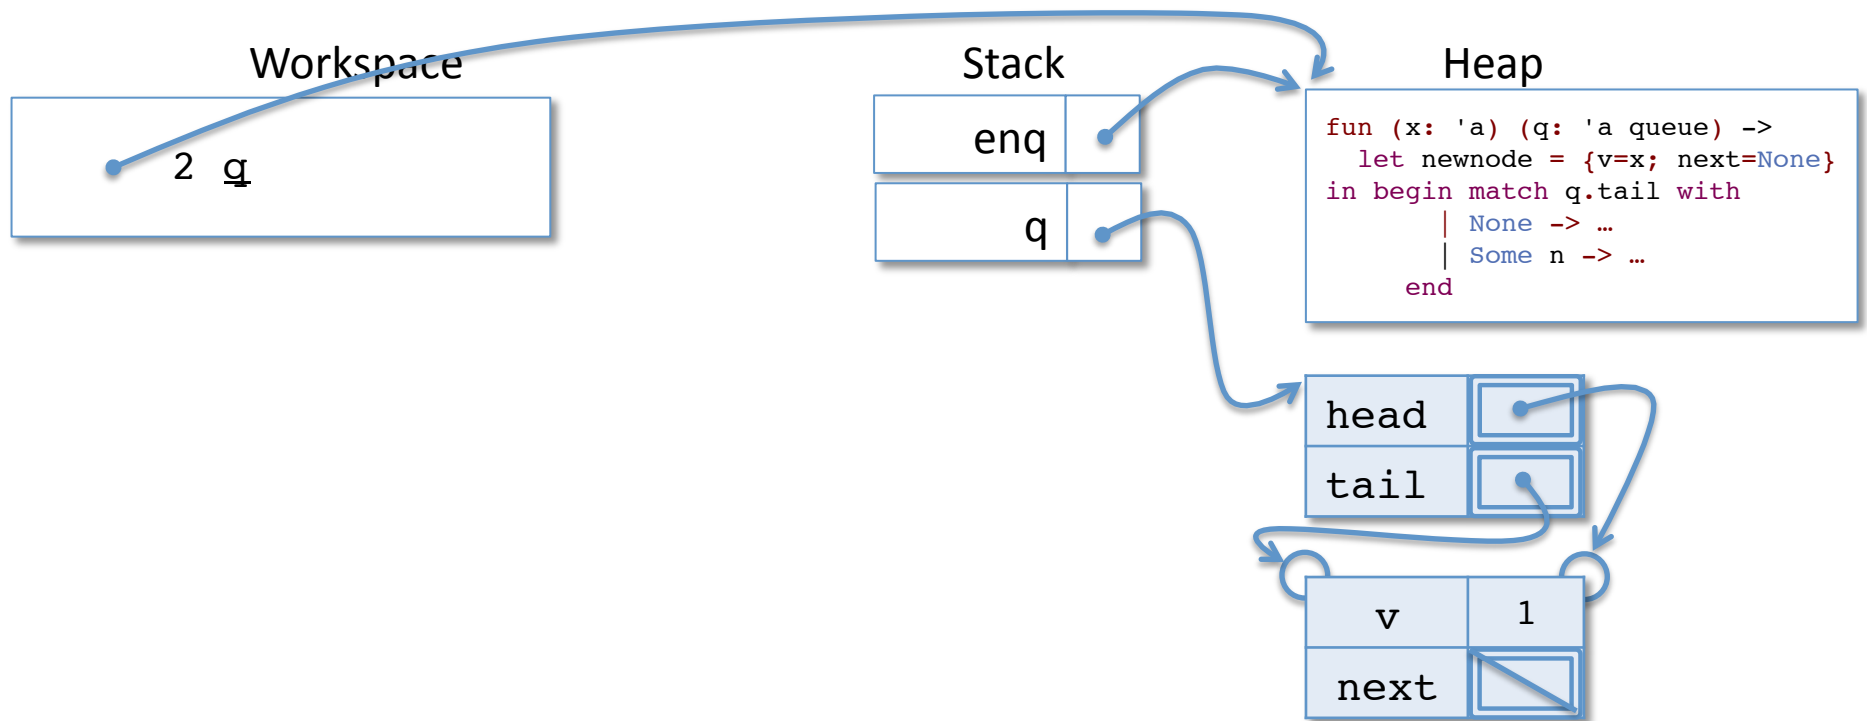 Workspace
2 q
Stack
enq
q
Heap
fun (x: 'a) (q: 'a queue) ->
let newnode = {v=x; next=None}
in begin match q.tail with
| None -> …
| Some n -> …
end
head
tail
v 1
next